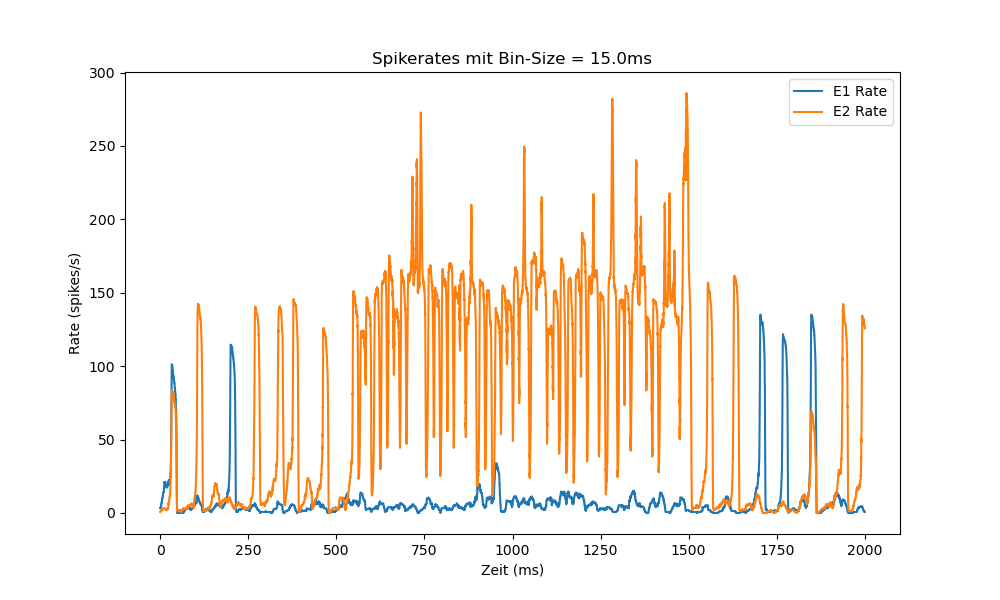 Spikerates mit Bin-Size = 15.0ms
E1 Rate
E2 Rate
Rate (spikes/s)
300
250
200
150
100
50
0
0 250 500 750 1000 1250 1500 1750 2000
Zeit (ms)